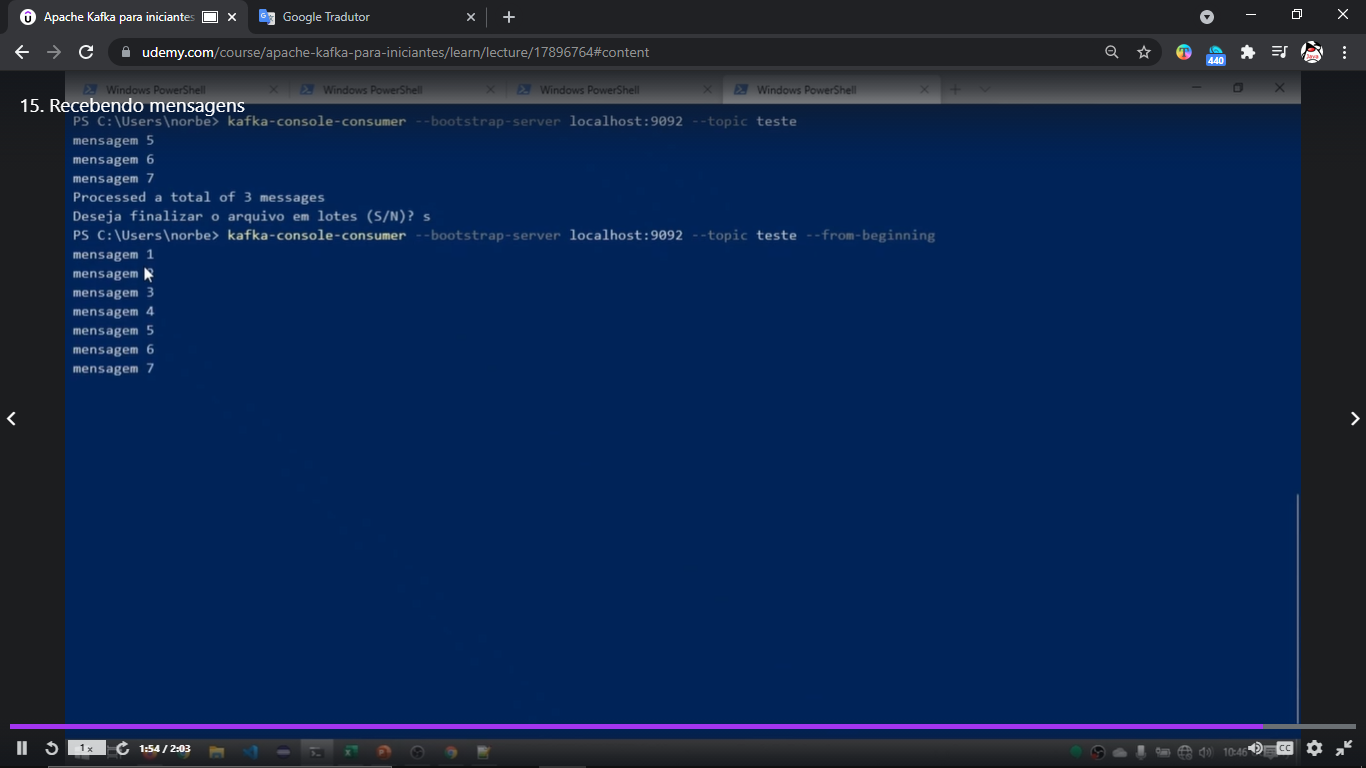 Apache Kafka para iniciantes
Google Tradutor
udemy.com/course/apache-kafka-para-iniciantes/learn/lecture/17896764#content
440
Windows PowerShell
Windows PowerShell
Windows PowerShell
Windows PowerShell
15. Recebendo mensagens
PS C:\Users\norbe> kafka-console-consumer --bootstrap-server localhost:9092 --topic teste
mensagem 5
mensagem 6
mensagem 7
Processed a total of 3 messages
Deseja finalizar o arquivo em lotes (S/N)? s
PS C:\Users\norbe> kafka-console-consumer --bootstrap-server localhost:9092 --topic teste --from-beginning
mensagem 1
mensagem 2
mensagem 3
mensagem 4
mensagem 5
mensagem 6
mensagem 7
1x
1:54 / 2:03
10:46
CC